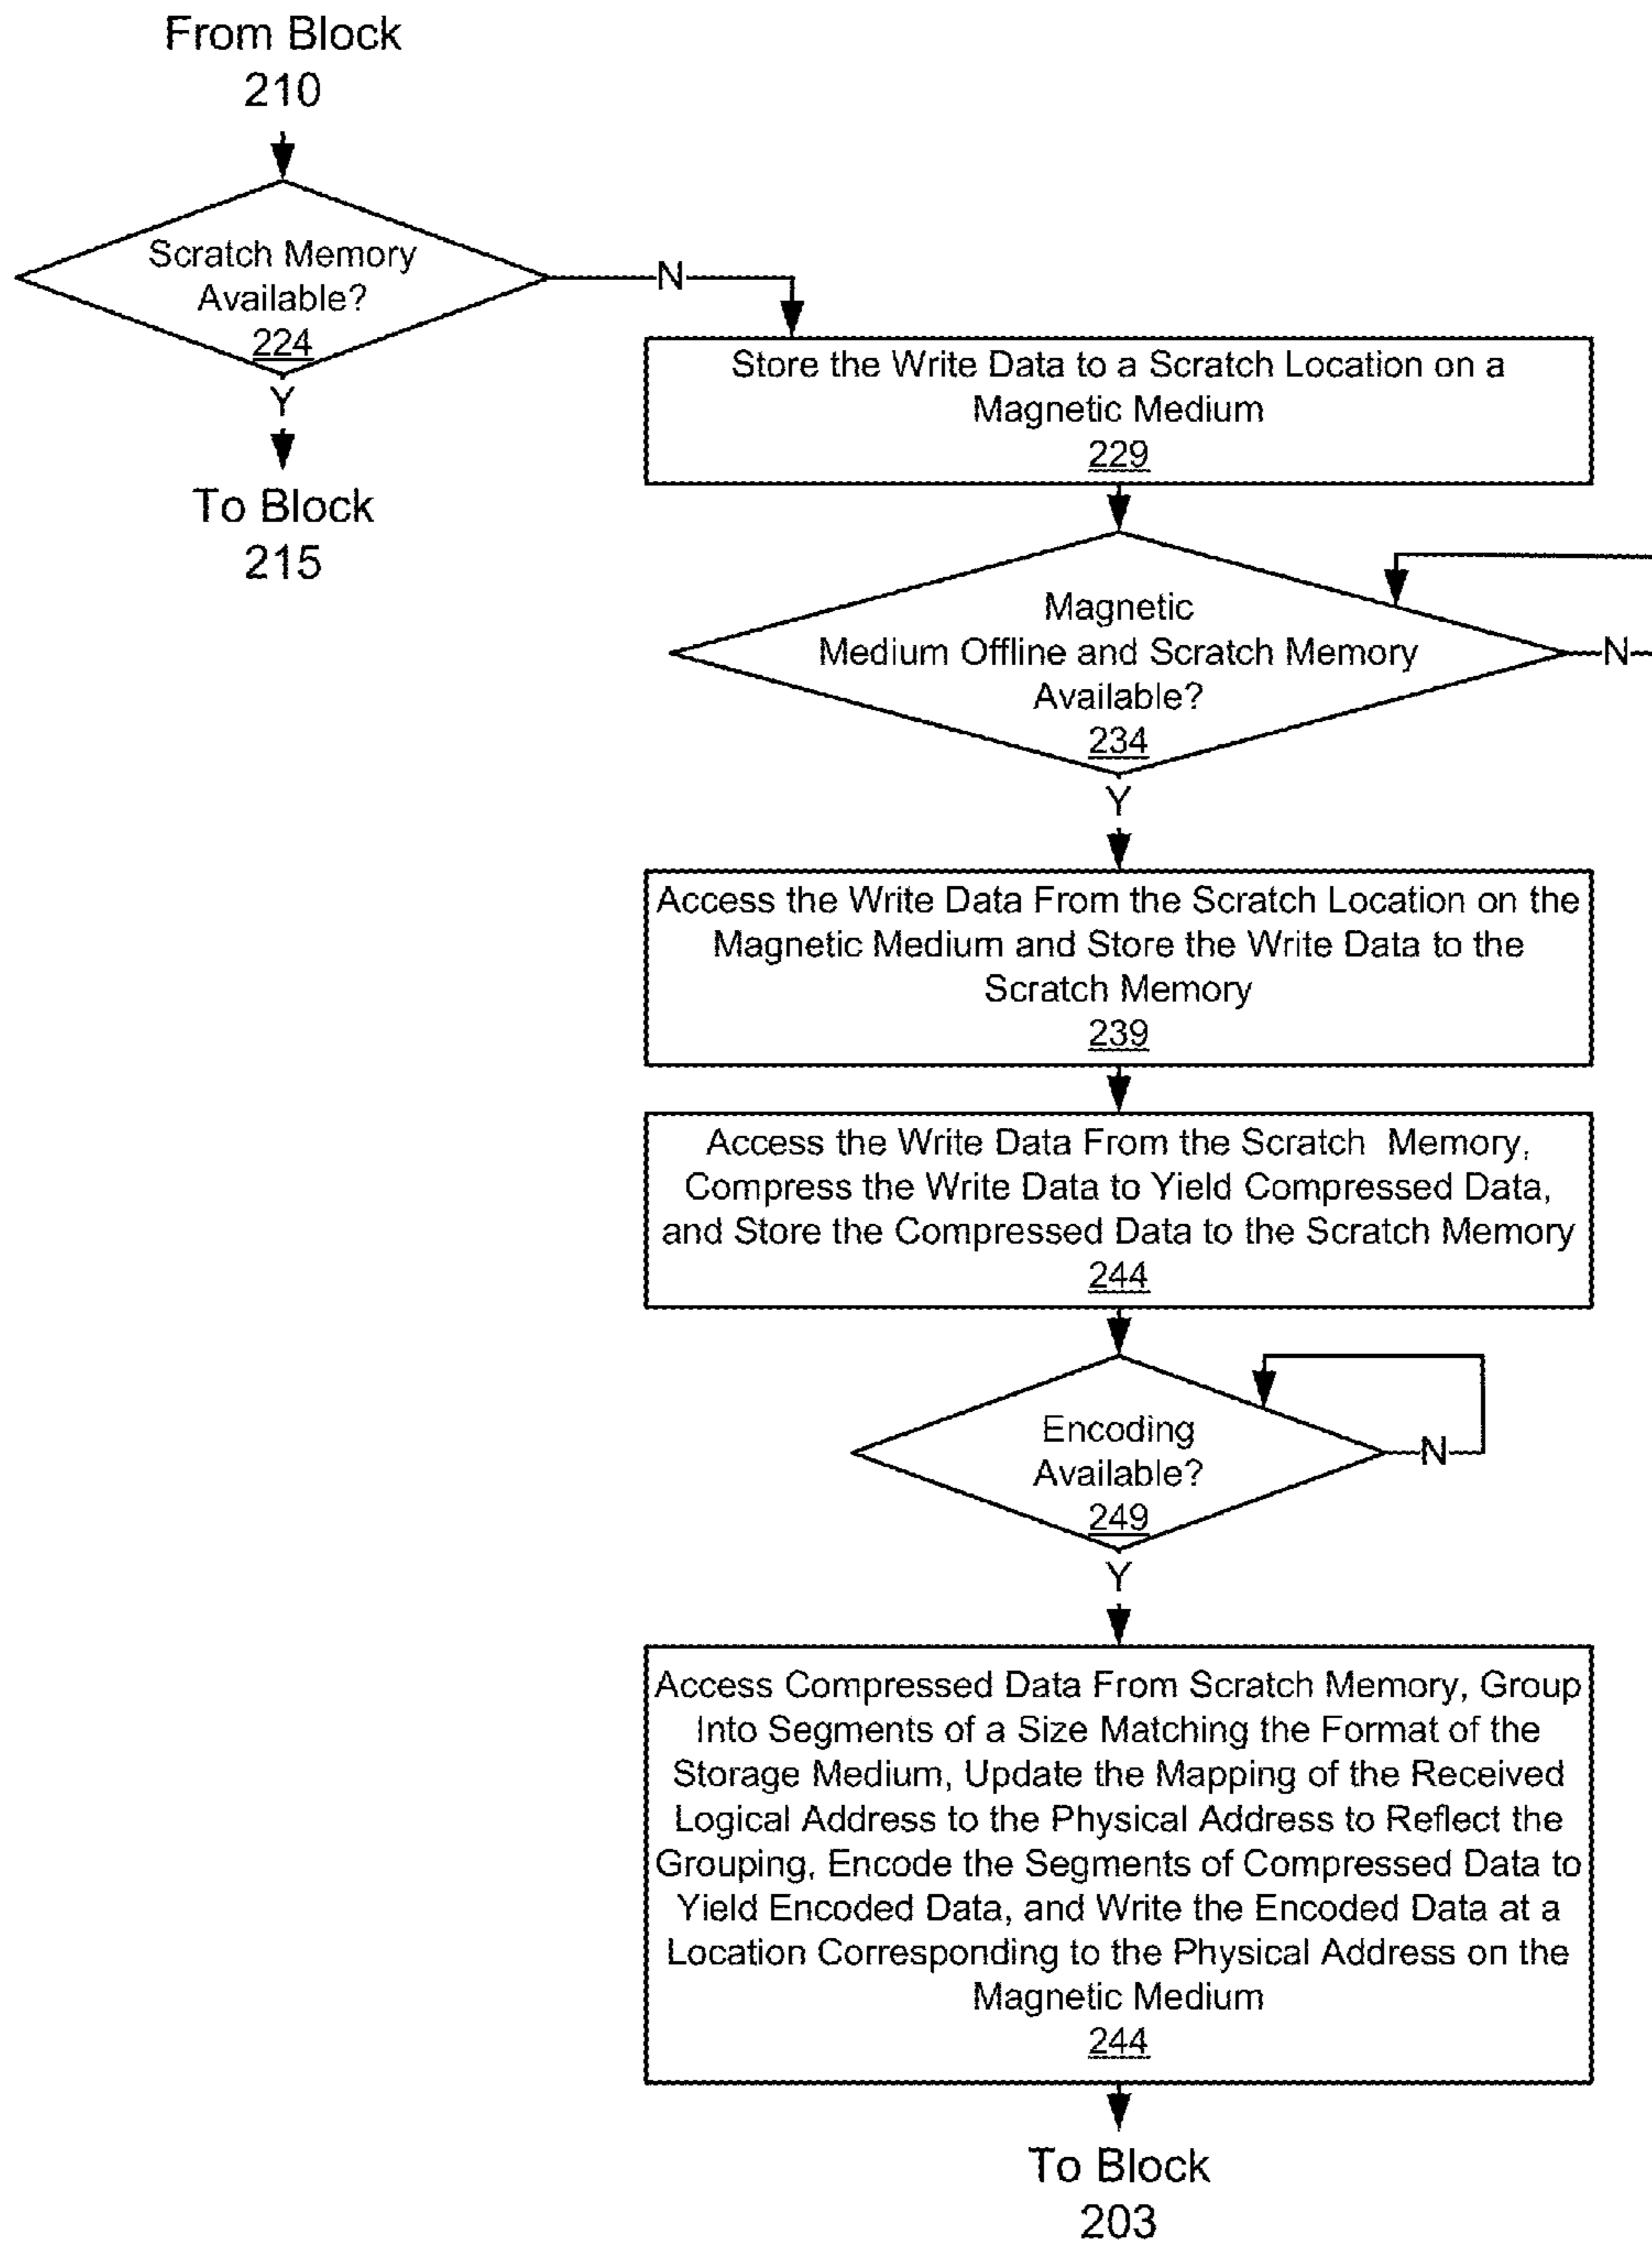 From Block
210
Scratch Memory
Available?
224
N
Y
To Block
215
Store the Write Data to a Scratch Location on a
Magnetic Medium
229
Magnetic
Medium Offline and Scratch Memory
Available?
234
N
Y
Access the Write Data From the Scratch Location on the
Magnetic Medium and Store the Write Data to the
Scratch Memory
239
Access the Write Data From the Scratch Memory,
Compress the Write Data to Yield Compressed Data,
and Store the Compressed Data to the Scratch Memory
244
Encoding
Available?
249
N
Y
Access Compressed Data From Scratch Memory, Group
Into Segments of a Size Matching the Format of the
Storage Medium, Update the Mapping of the Received
Logical Address to the Physical Address to Reflect the
Grouping, Encode the Segments of Compressed Data to
Yield Encoded Data, and Write the Encoded Data at a
Location Corresponding to the Physical Address on the
Magnetic Medium
244
To Block
203